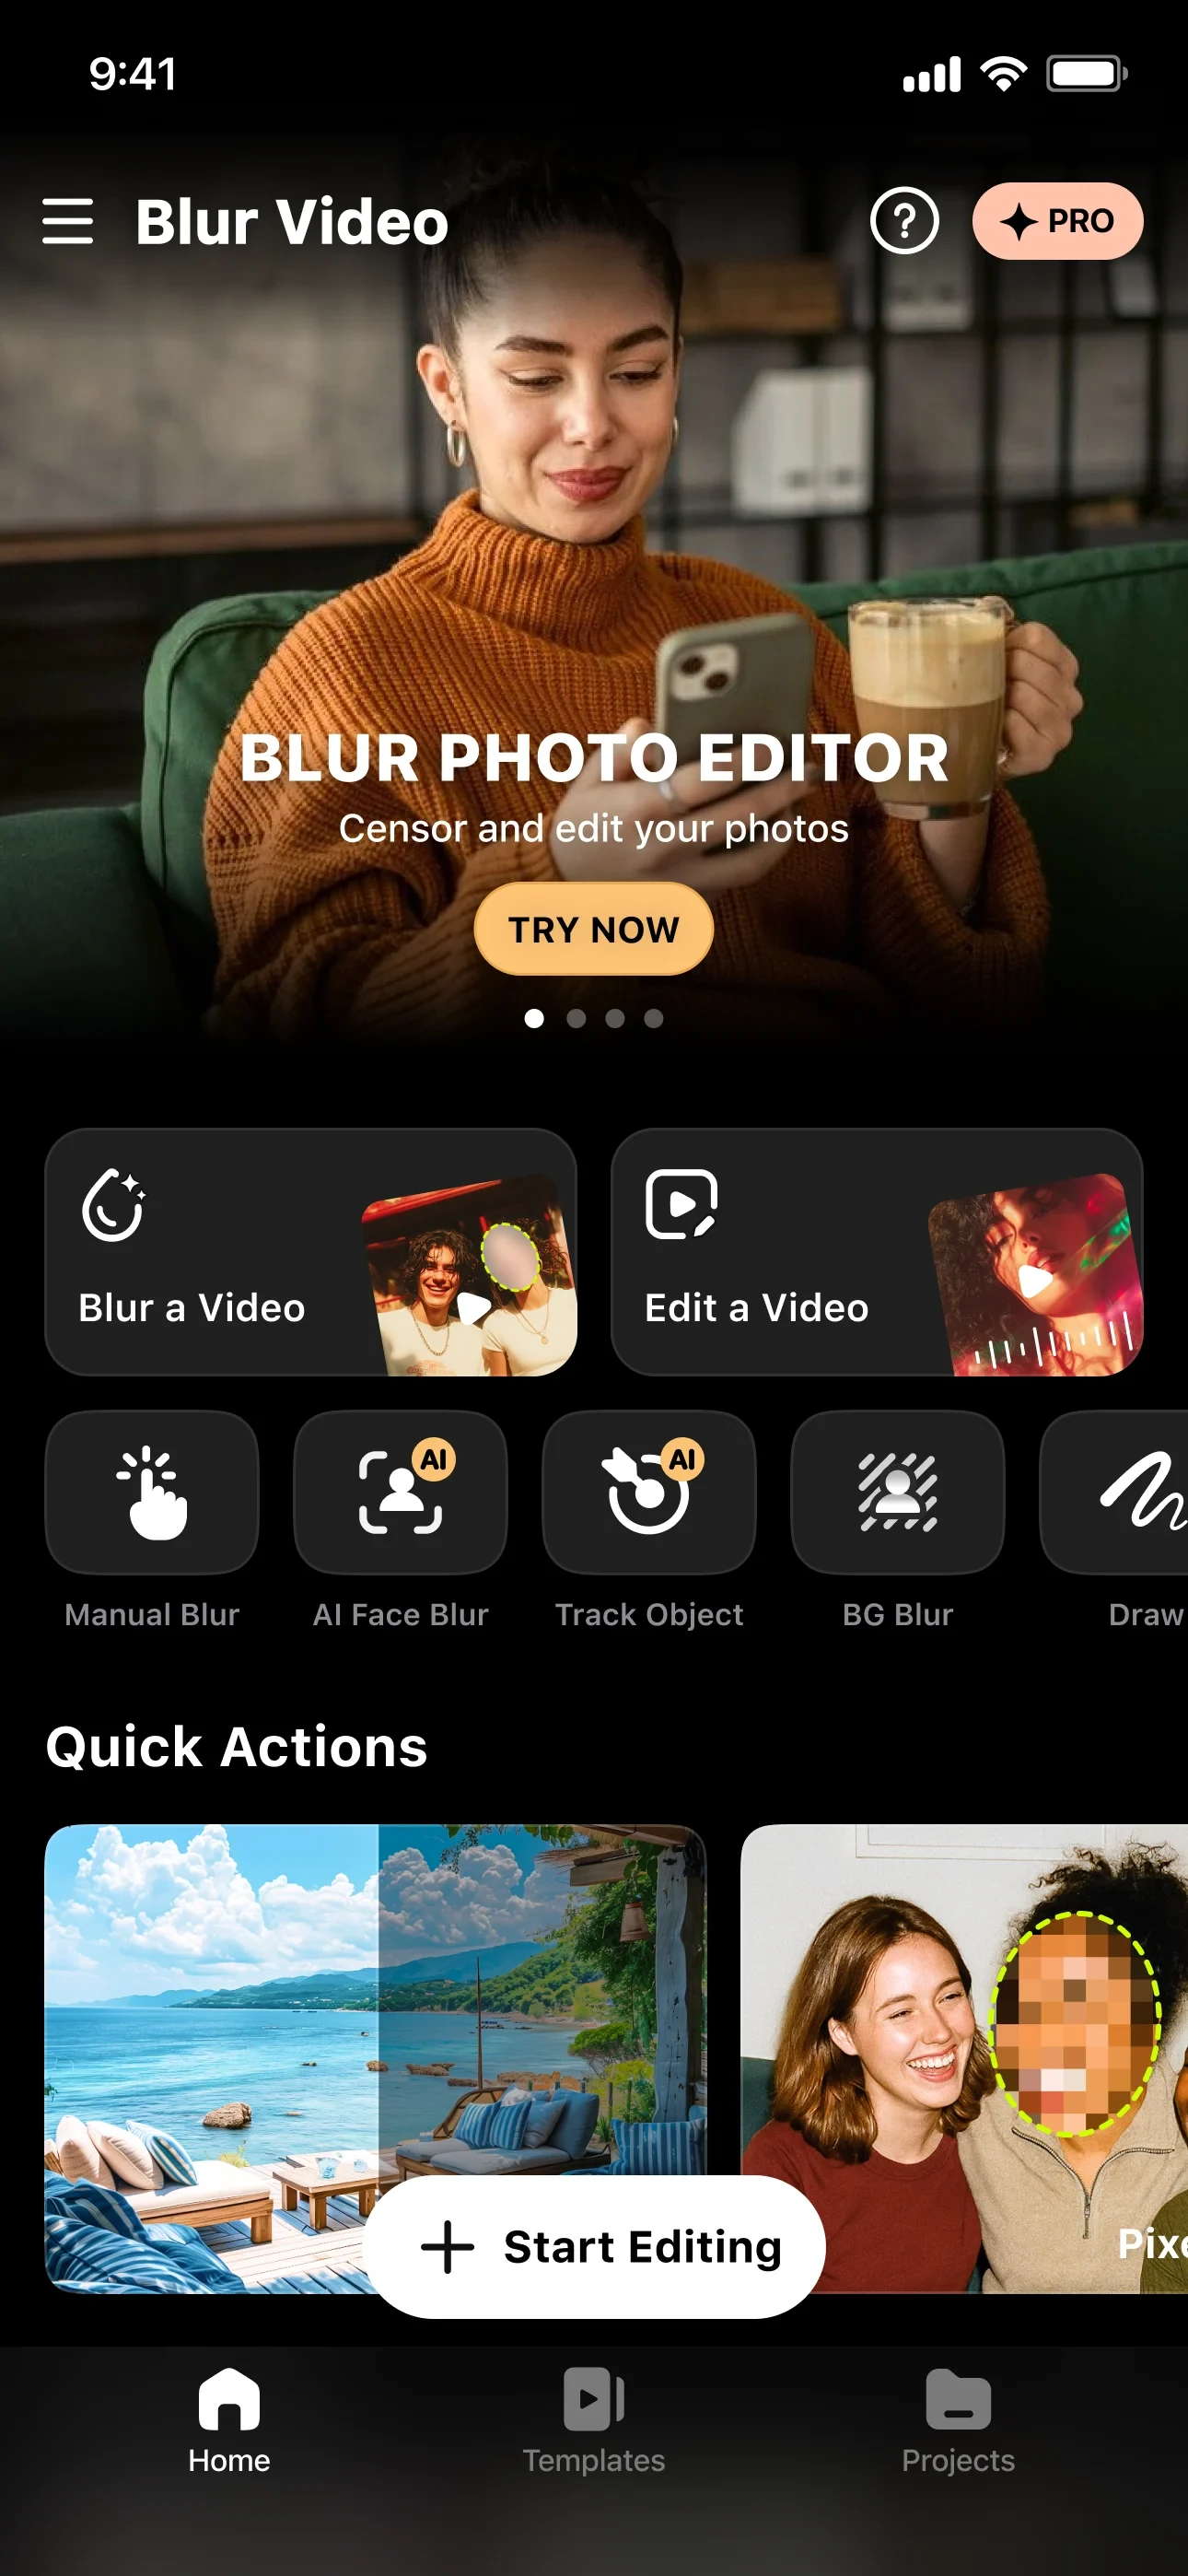 9:41
Blur Video
PRO
BLUR PHOTO EDITOR
Censor and edit your photos
TRY NOW
Blur a Video
Edit a Video
AI
AI
Manual Blur
AI Face Blur
Track Object
BG Blur
Draw
Quick Actions
Pixe
Start Editing
Home
Templates
Projects